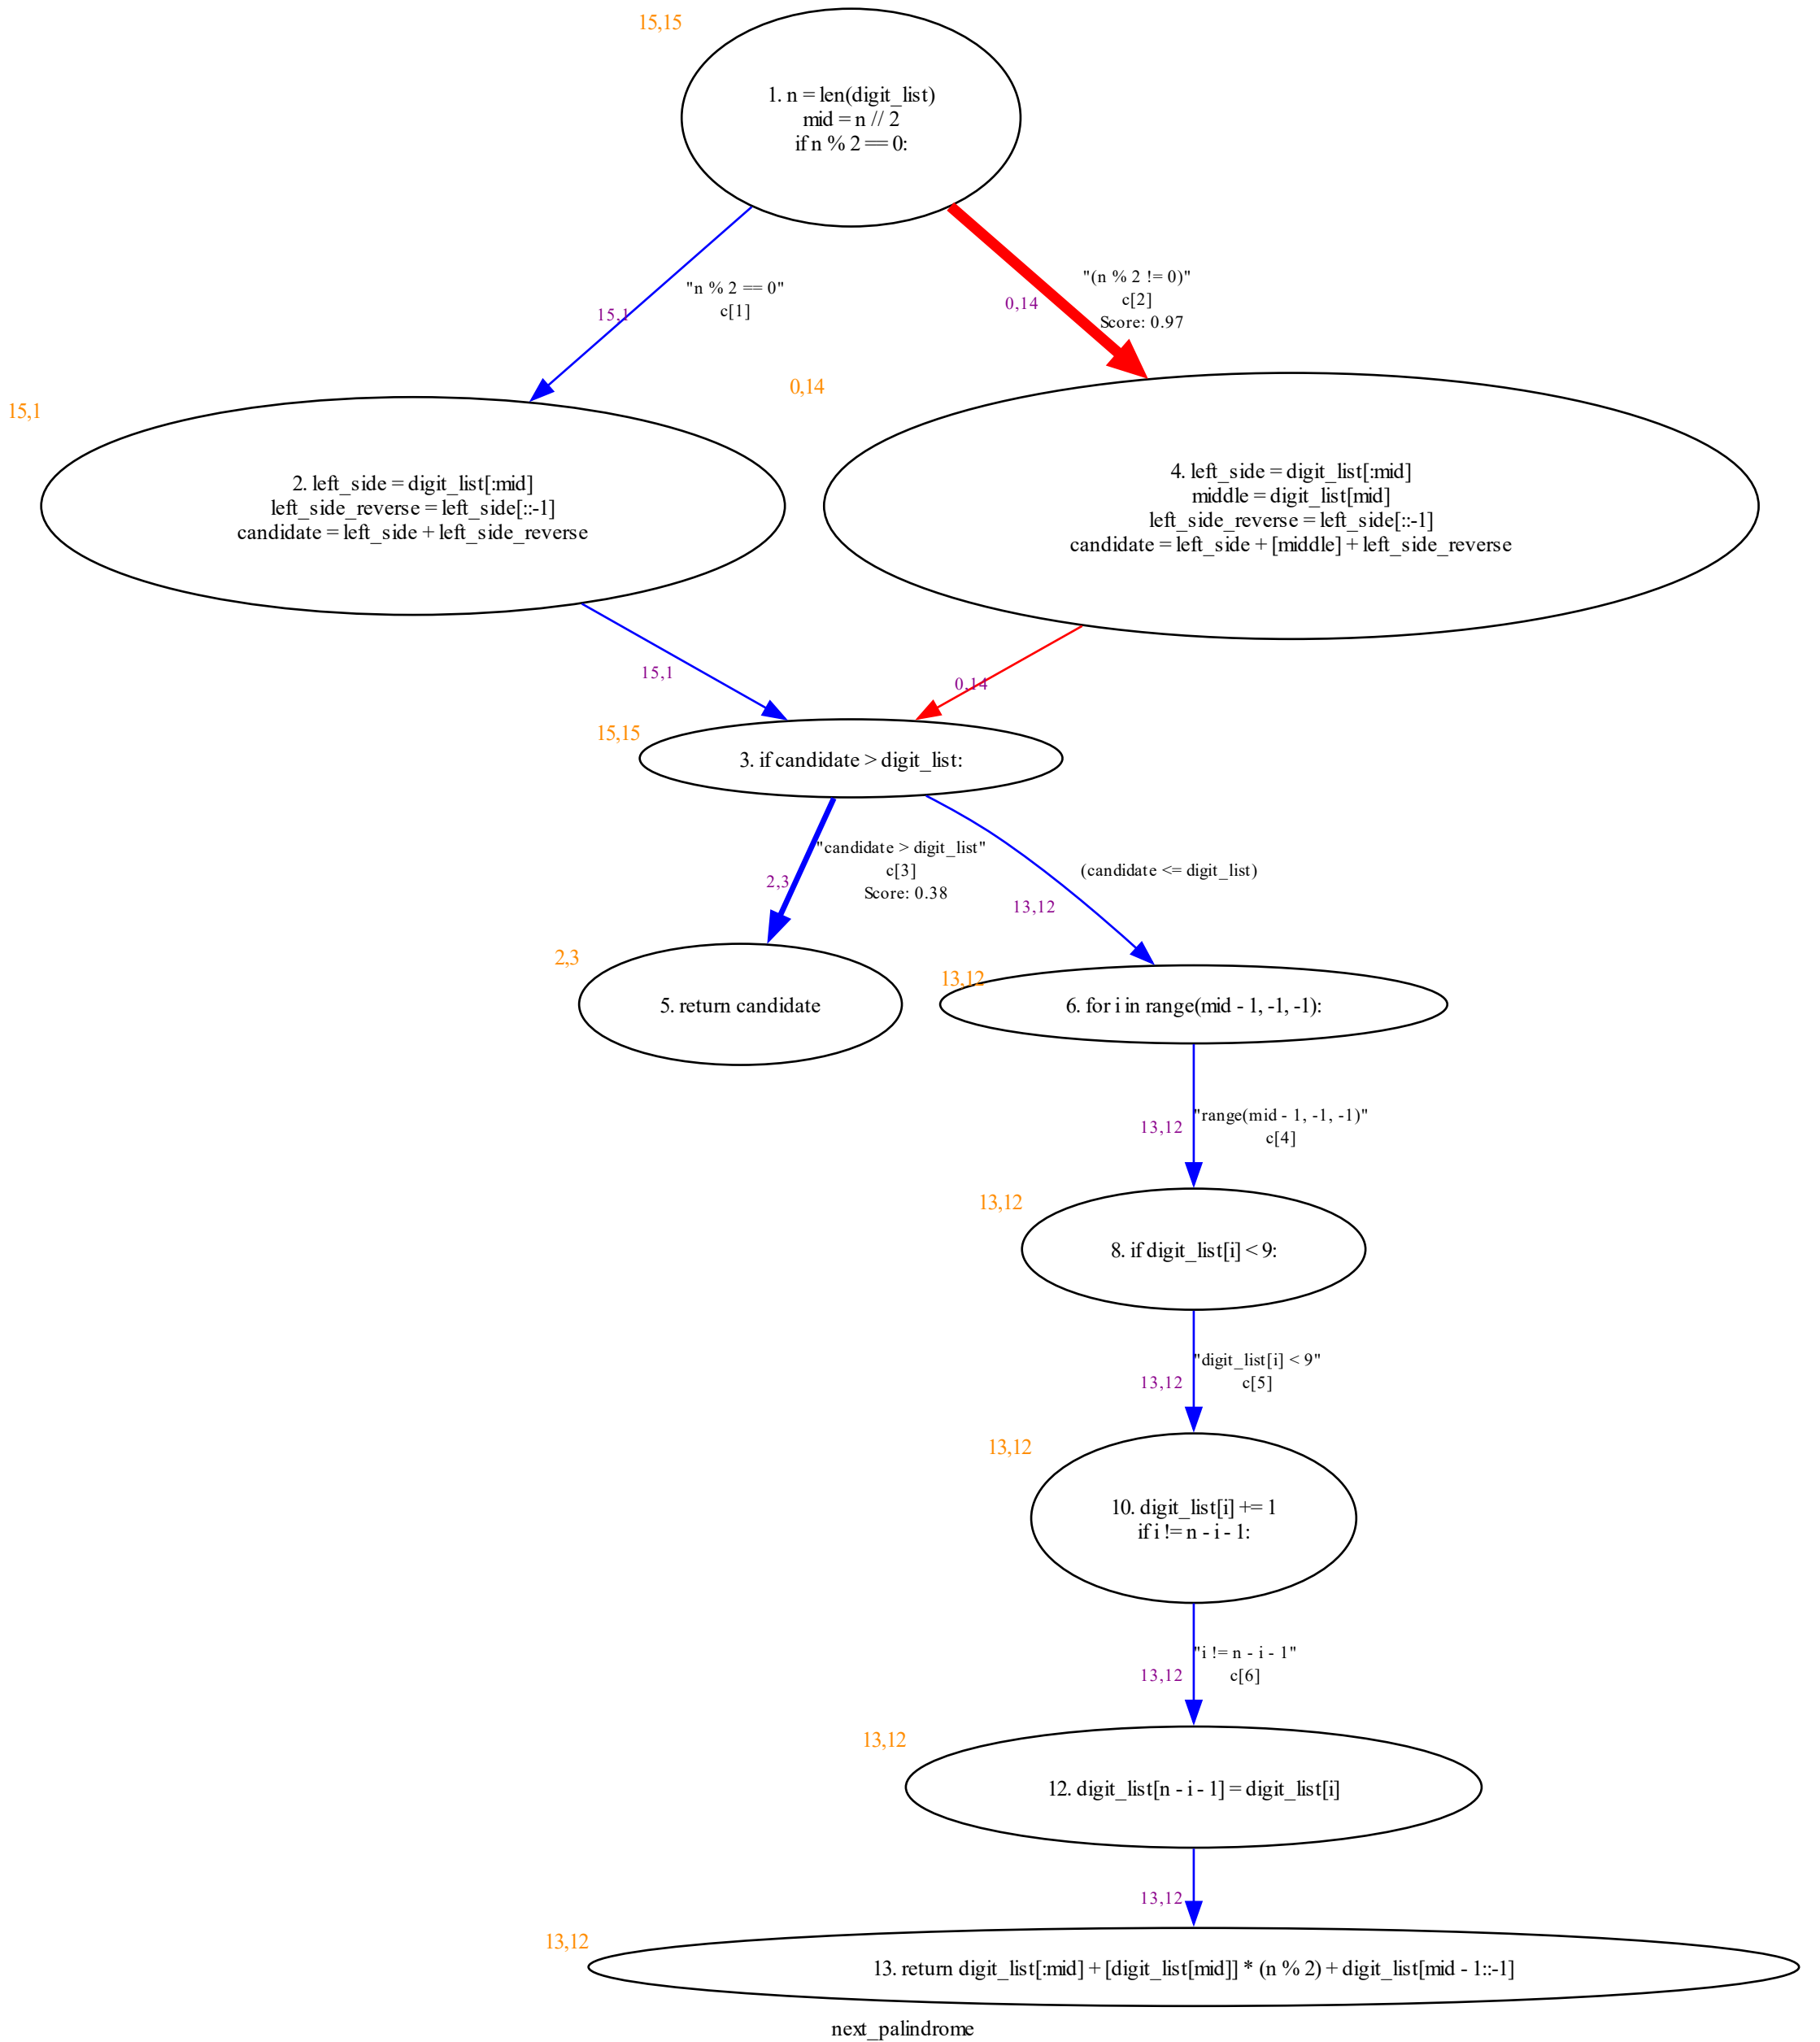 15,15
1. n = len(digit_list)
mid = n // 2
if n % 2 == 0:
"n % 2 == 0"
c[1]
15,1
"(n % 2 != 0)"
c[2]
Score: 0.97
0,14
15,1
2. left_side = digit_list[:mid]
left_side_reverse = left_side[::-1]
candidate = left_side + left_side_reverse
0,14
4. left_side = digit_list[:mid]
middle = digit_list[mid]
left_side_reverse = left_side[::-1]
candidate = left_side + [middle] + left_side_reverse
15,1
0,14
15,15
3. if candidate > digit_list:
"candidate > digit_list"
c[3]
Score: 0.38
2,3
(candidate <= digit_list)
13,12
2,3
5. return candidate
13,12
6. for i in range(mid - 1, -1, -1):
"range(mid - 1, -1, -1)"
c[4]
13,12
13,12
8. if digit_list[i] < 9:
"digit_list[i] < 9"
c[5]
13,12
13,12
10. digit_list[i] += 1
if i != n - i - 1:
"i != n - i - 1"
c[6]
13,12
13,12
12. digit_list[n - i - 1] = digit_list[i]
13,12
13,12
13. return digit_list[:mid] + [digit_list[mid]] * (n % 2) + digit_list[mid - 1::-1]
next_palindrome